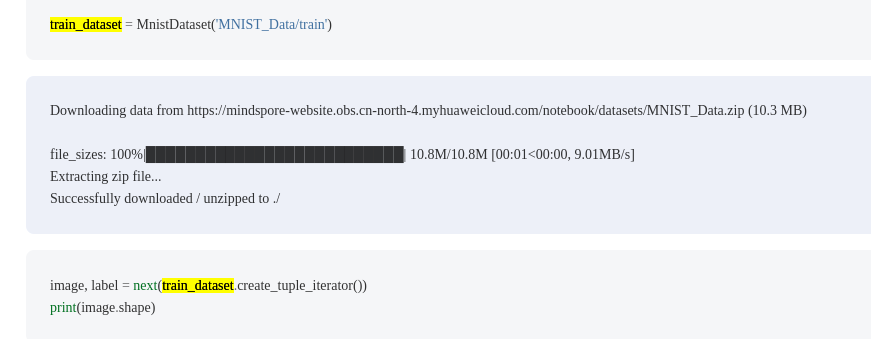 train_dataset = MnistDataset('MNIST_Data/train')
Downloading data from https://mindspore-website.obs.cn-north-4.myhuaweicloud.com/notebook/datasets/MNIST_Data.zip (10.3 MB)
file_sizes: 100%|██████████████████████████| 10.8M/10.8M [00:01<00:00, 9.01MB/s]
Extracting zip file...
Successfully downloaded / unzipped to ./
image, label = next(train_dataset.create_tuple_iterator())
print(image.shape)